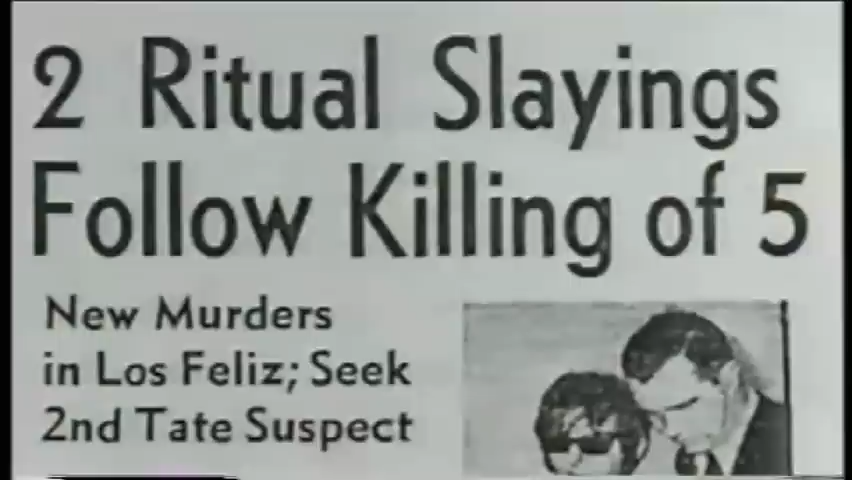 2 Ritual Slayings
Follow Killing of 5
New Murders
in Los Feliz; Seek
2nd Tate Suspect